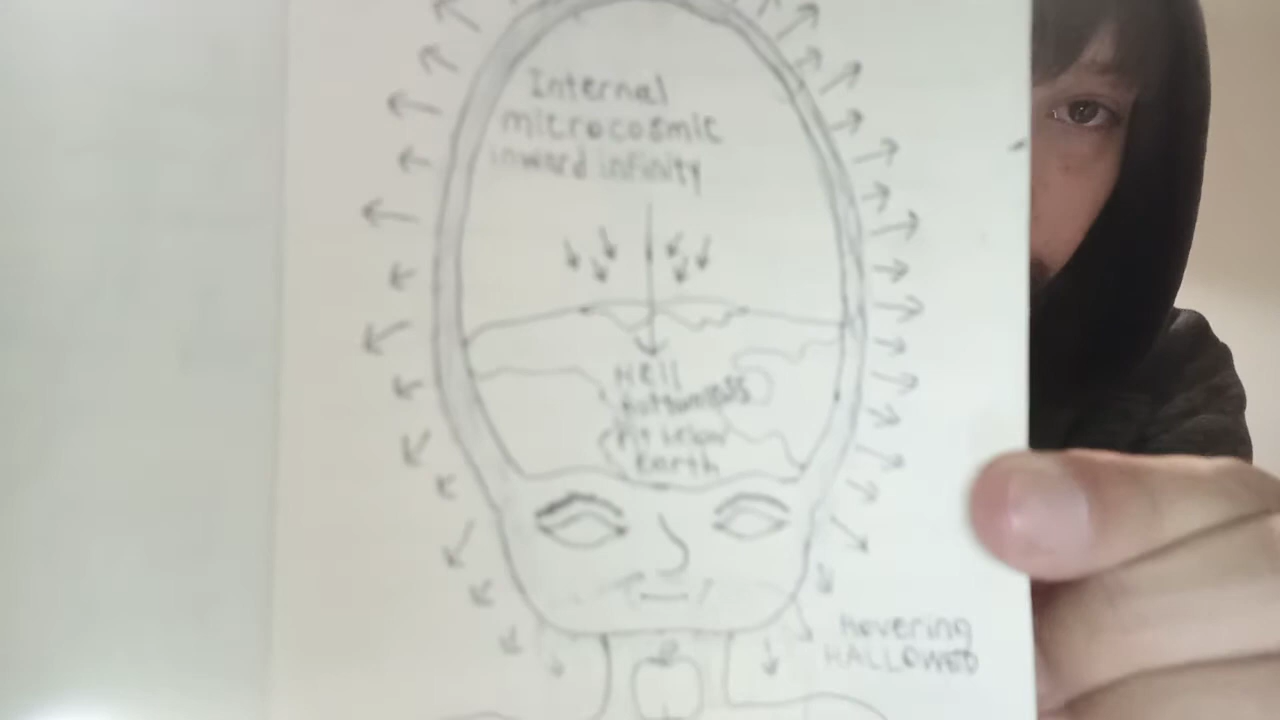 Internal
microcosmic
inward infinity
Hell
bottomless
Pit below
Earth
Hovering
HALLOWED